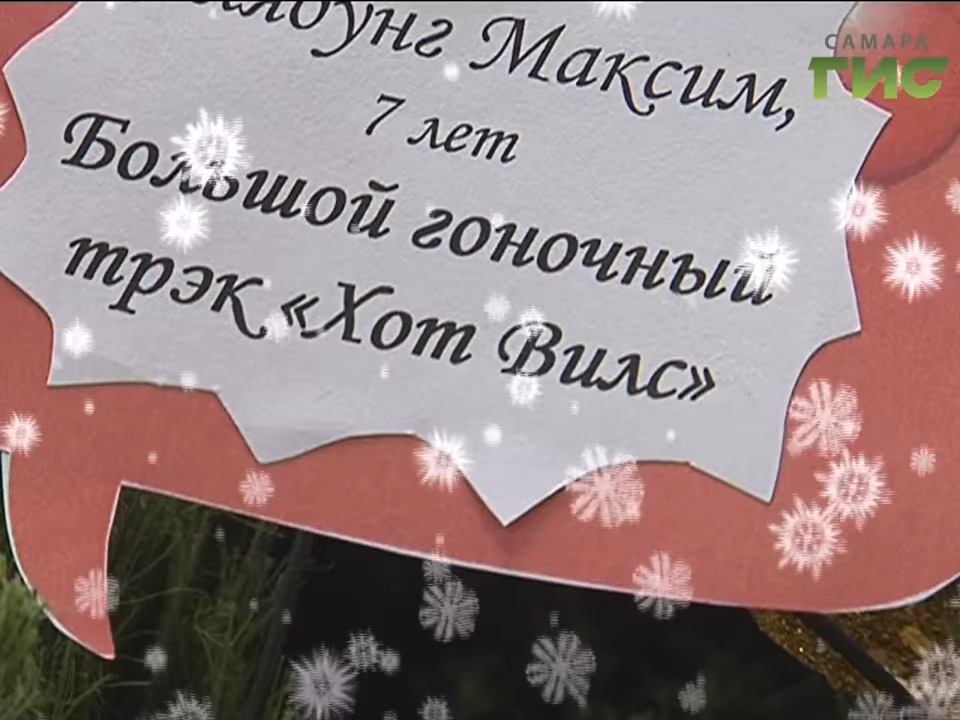 Максим,
7 лет
Большой гоночный
трэк «Хот Вилс»
САМАРА
ГИС